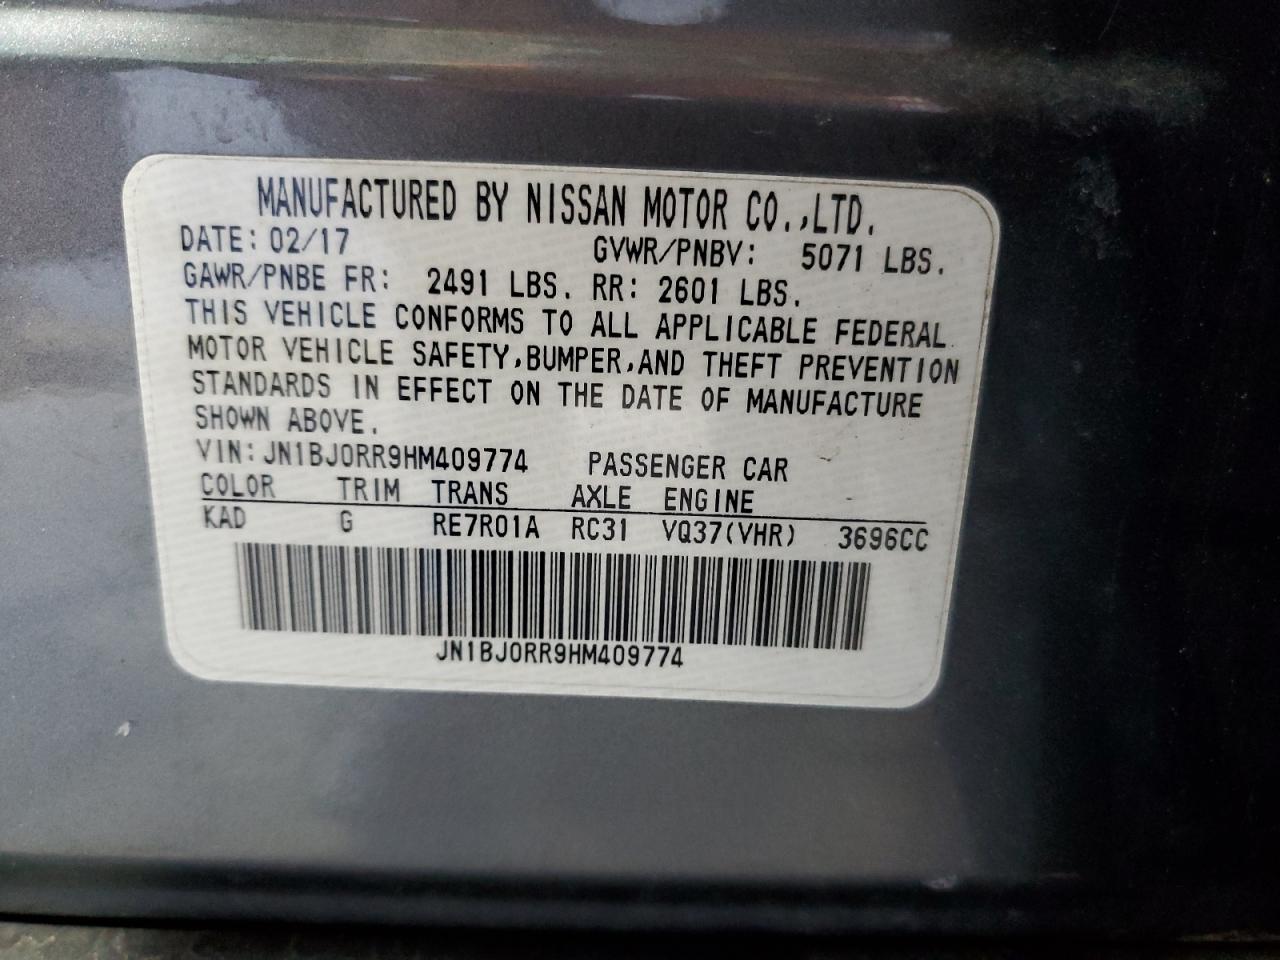 MANUFACTURED BY NISSAN MOTOR CO.,LTD.
DATE: 02/17 GVWR/PNBV: 5071 LBS.
GAWR/PNBE FR: 2491 LBS. RR: 2601 LBS.
THIS VEHICLE CONFORMS TO ALL APPLICABLE FEDERAL
MOTOR VEHICLE SAFETY,BUMPER,AND THEFT PREVENTION
STANDARDS IN EFFECT ON THE DATE OF MANUFACTURE
SHOWN ABOVE.
VIN:JN1BJ0RR9HM409774 PASSENGER CAR
COLOR TRIM TRANS AXLE ENGINE
KAD G RE7R01A RC31 VQ37(VHR) 3696CC
JN1BJ0RR9HM409774